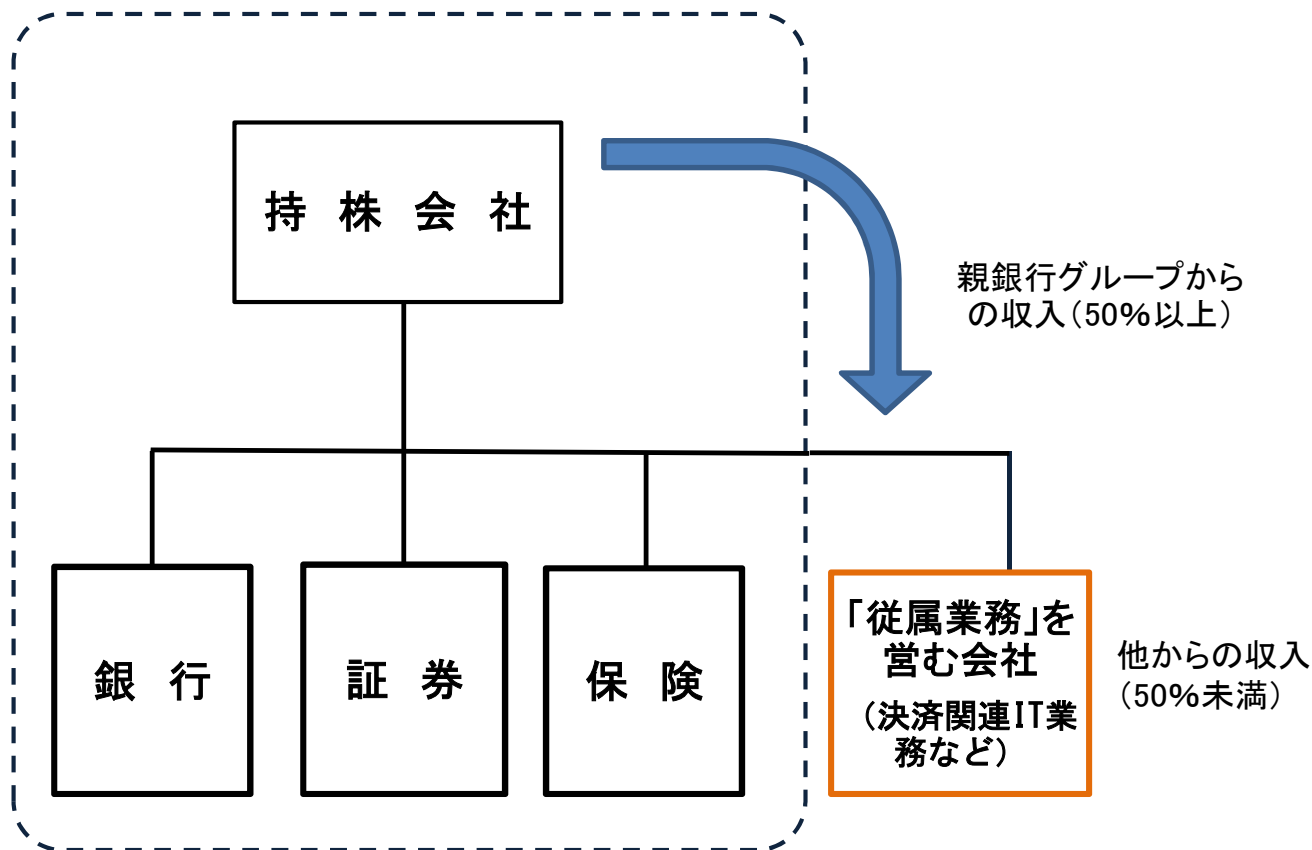 持 株 会 社
親銀行グループから
の収入（50％以上）
銀 行
証 券
保 険
「従属業務」を
営む会社
（決済関連IT業
務など）
他からの収入
（50％未満）